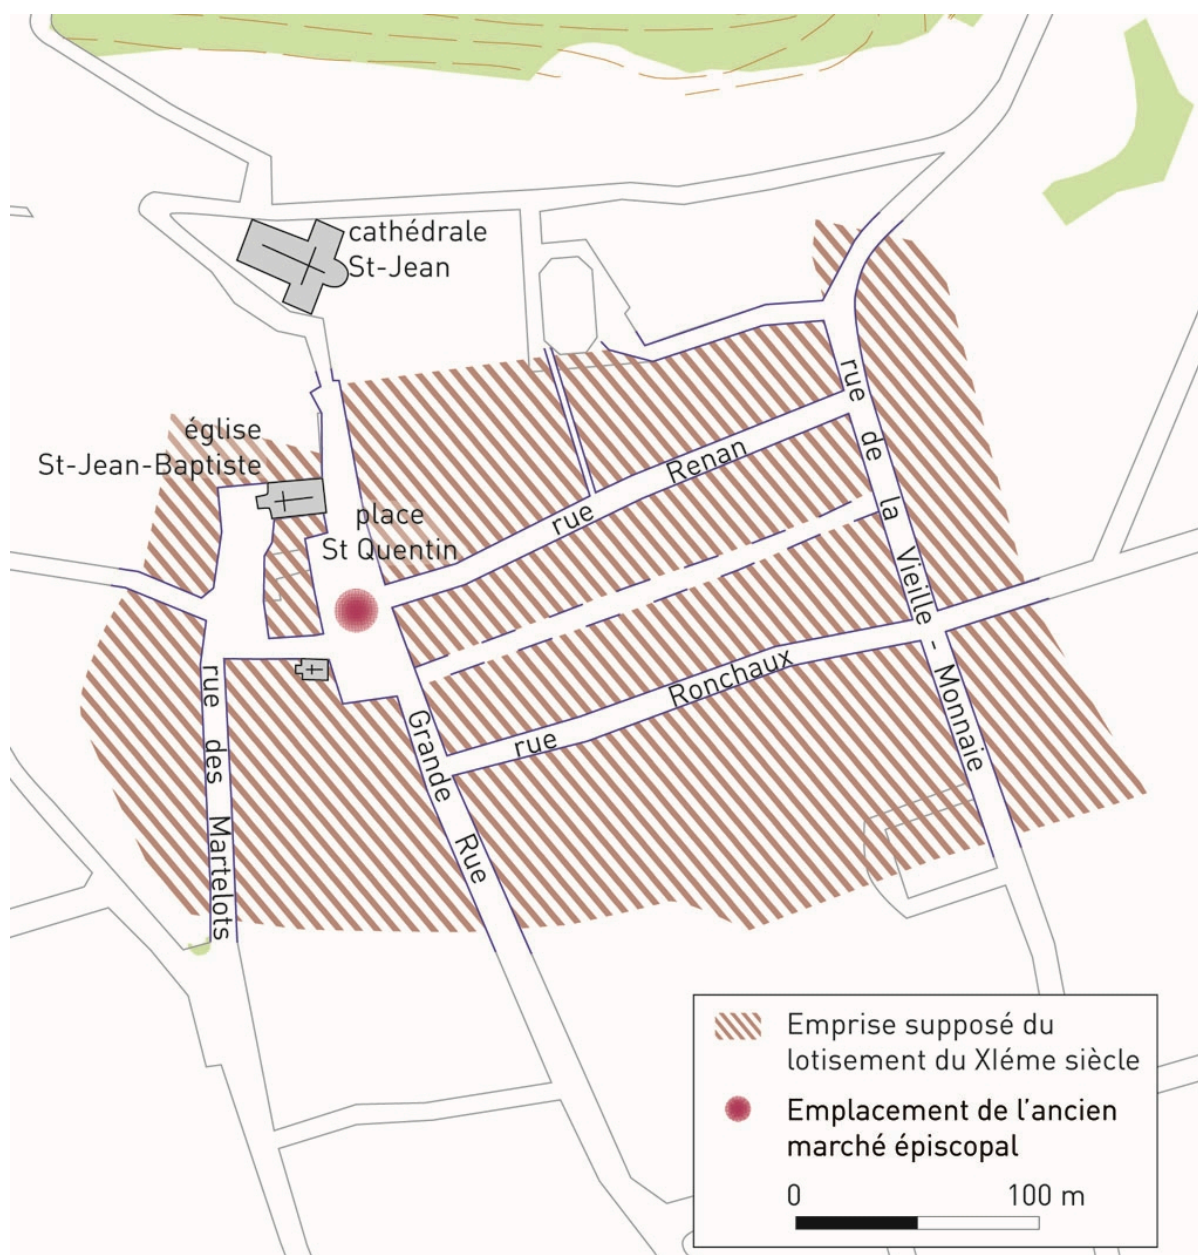 cathédrale
St-Jean
église
St-Jean-Baptiste
place
St Quentin
rue Renan
rue de la Vieille - Monnaie
rue Ronchaux
rue des Martelots
Grande Rue
Emprise supposé du
lotisement du XIéme siècle
Emplacement de l'ancien
marché épiscopal
0 100 m